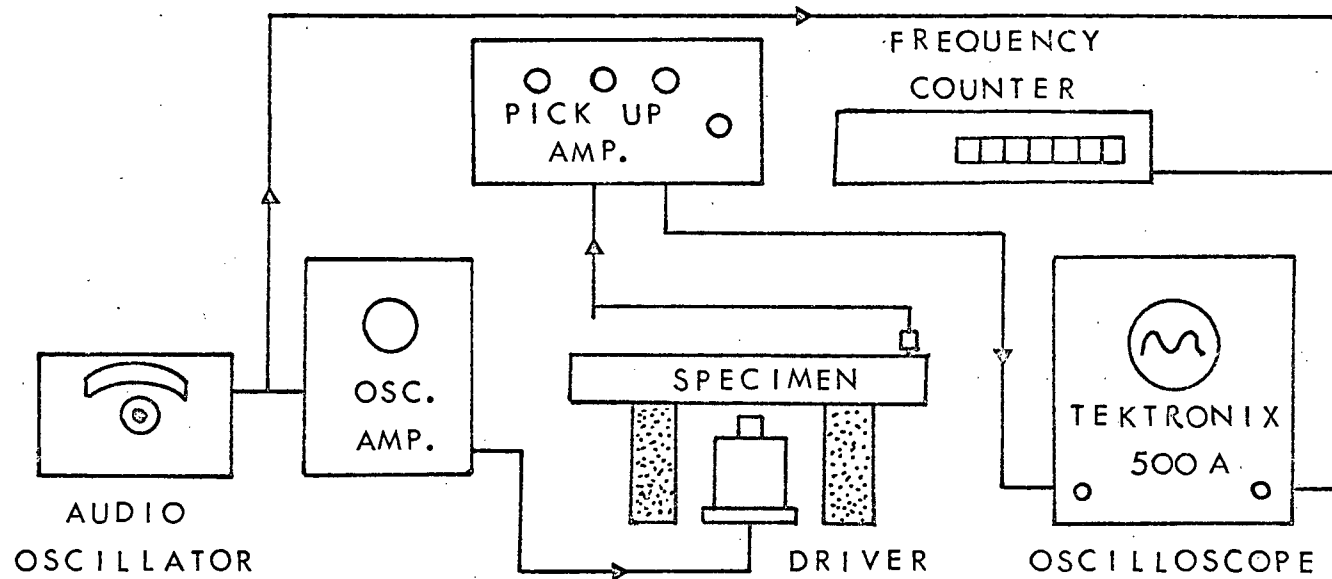 FREQUENCY
COUNTER
PICK UP
AMP.
OSC.
AMP.
SPECIMEN
TEKTRONIX
500 A
AUDIO
OSCILLATOR
DRIVER
OSCILLOSCOPE